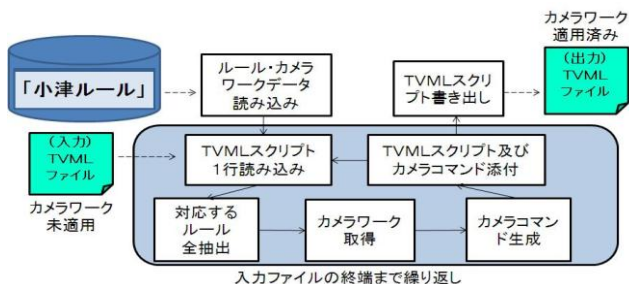 「小津ルール」
ルール・カメラ
ワークデータ
読み込み
TVMLスクリ
プト書き出し
カメラワーク
適用済み
(出力)
TVML
ファイル
(入力)
TVML
ファイル
カメラワーク
未適用
TVMLスクリプト
1行読み込み
TVMLスクリプト及び
カメラコマンド添付
対応する
ルール
全抽出
カメラワーク
取得
カメラコマン
ド生成
入力ファイルの終端まで繰り返し